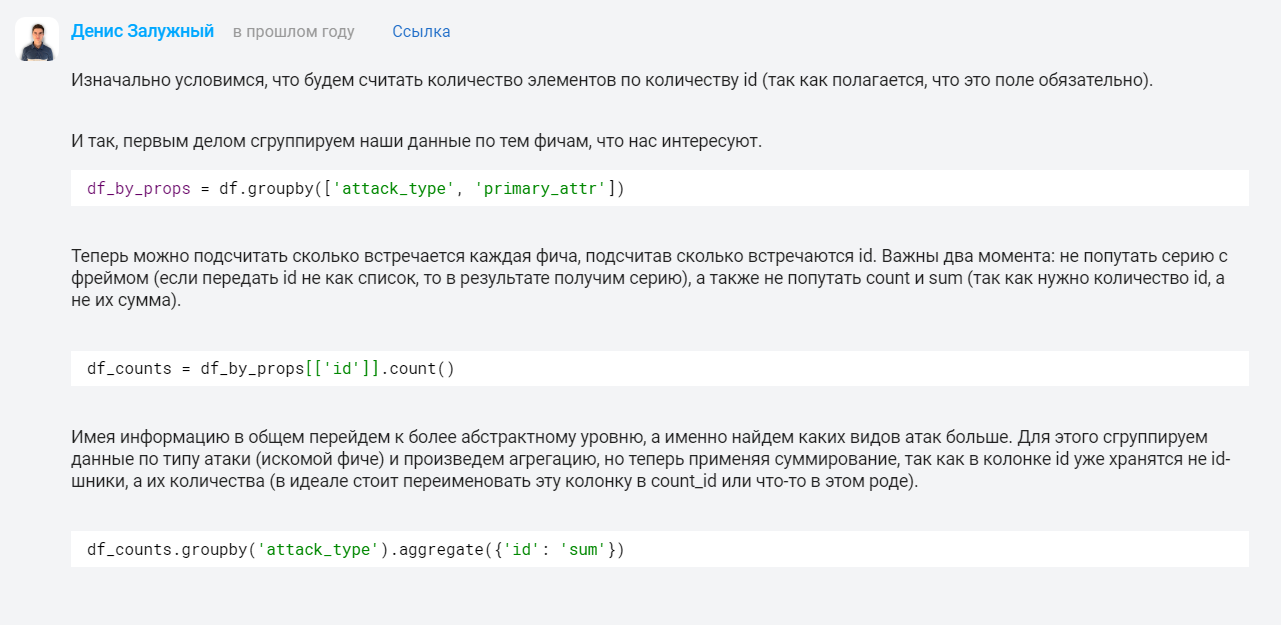 Денис Залужный в прошлом году Ссылка
Изначально условимся, что будем считать количество элементов по количеству id (так как полагается, что это поле обязательно).
И так, первым делом сгруппируем наши данные по тем фичам, что нас интересуют.
df_by_props = df.groupby(['attack_type', 'primary_attr'])
Теперь можно подсчитать сколько встречается каждая фича, подсчитав сколько встречаются id. Важны два момента: не попутать серию с
фреймом (если передать id не как список, то в результате получим серию), а также не попутать count и sum (так как нужно количество id, а
не их сумма).
df_counts = df_by_props[['id']].count()
Имея информацию в общем перейдем к более абстрактному уровню, а именно найдем каких видов атак больше. Для этого сгруппируем
данные по типу атаки (искомой фиче) и произведем агрегацию, но теперь применяя суммирование, так как в колонке id уже хранятся не id-
шники, а их количества (в идеале стоит переименовать эту колонку в count_id или что-то в этом роде).
df_counts.groupby('attack_type').aggregate({'id': 'sum'})